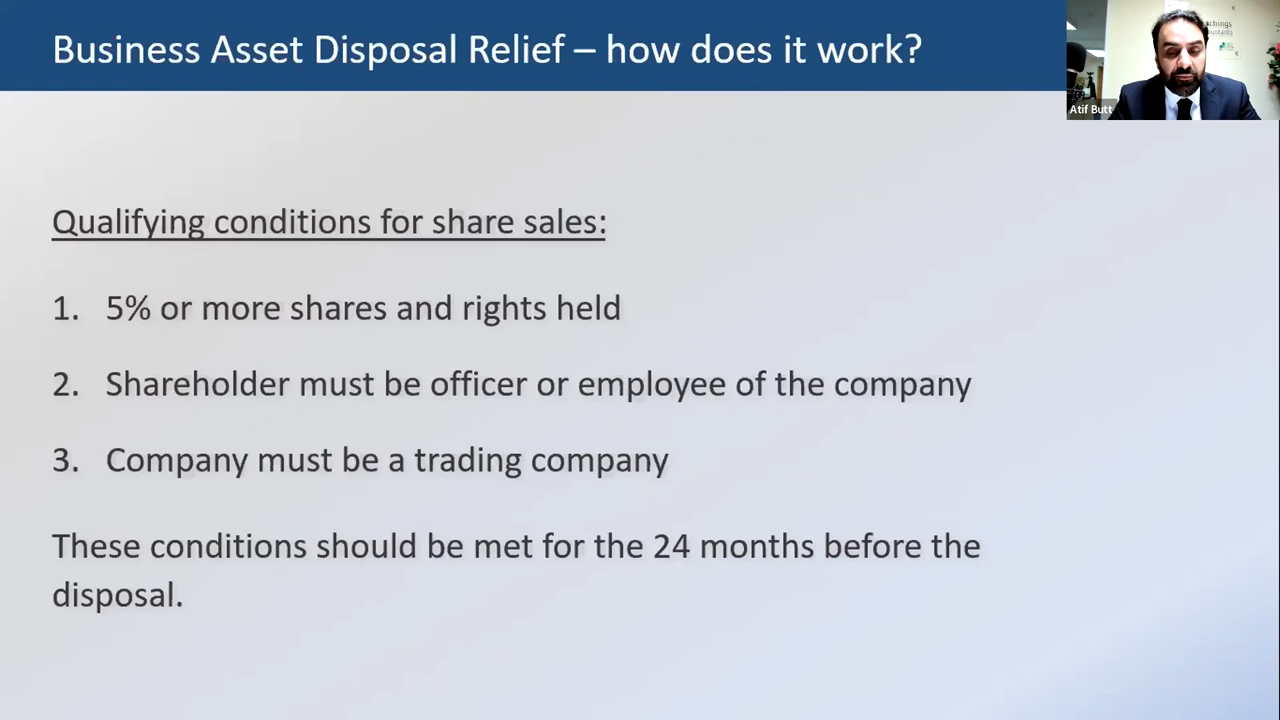 Business Asset Disposal Relief – how does it work?
Atif Butt
Qualifying conditions for share sales:
1. 5% or more shares and rights held
2. Shareholder must be officer or employee of the company
3. Company must be a trading company
These conditions should be met for the 24 months before the
disposal.